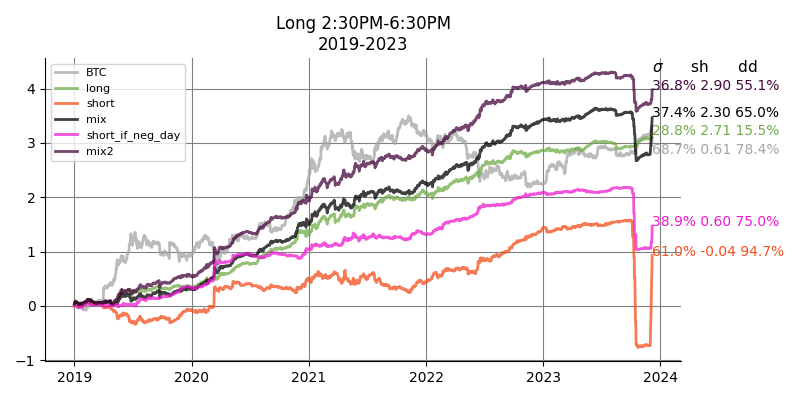 Long 2:30PM-6:30PM
2019-2023
σ sh dd
BTC
long
short
mix
short_if_neg_day
mix2
36.8% 2.90 55.1%
37.4% 2.30 65.0%
28.8% 2.71 15.5%
68.7% 0.61 78.4%
38.9% 0.60 75.0%
61.0% -0.04 94.7%
4
3
2
1
0
−1
2019 2020 2021 2022 2023 2024